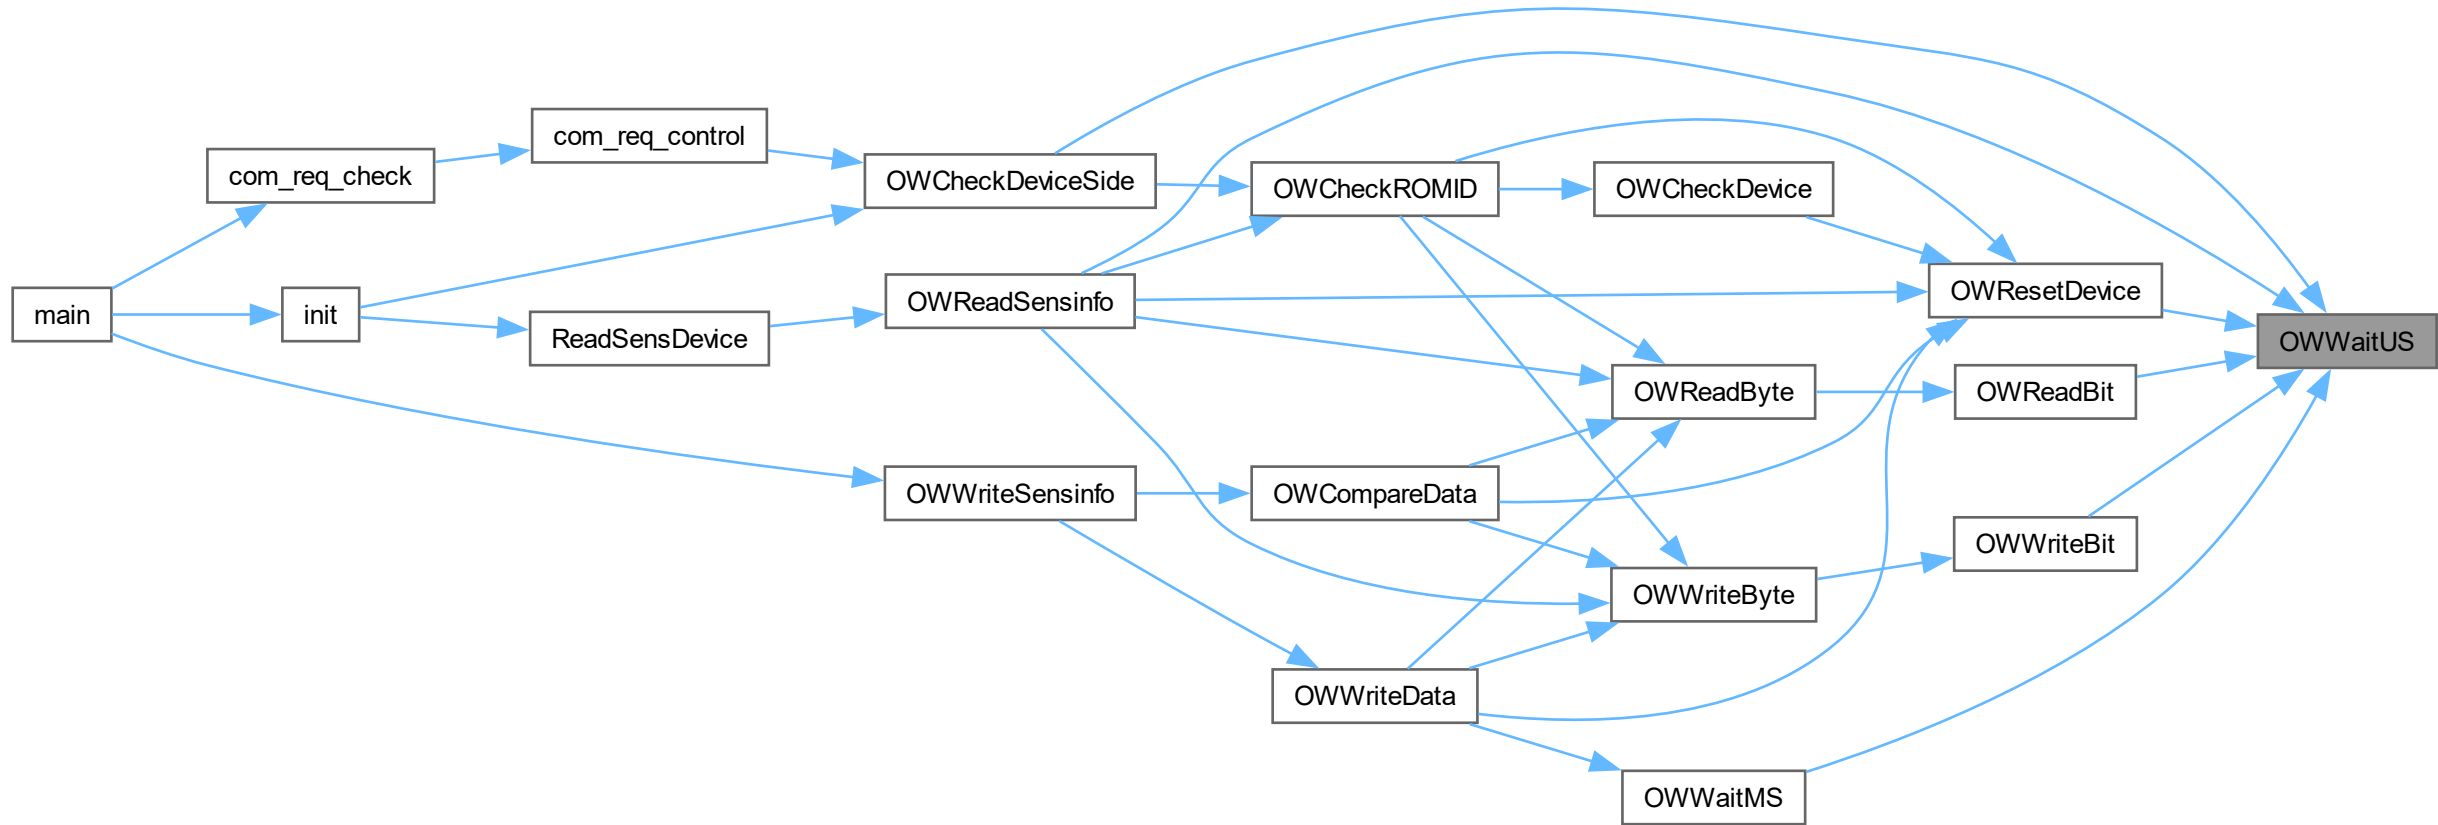 main
com_req_check
init
com_req_control
ReadSensDevice
OWCheckDeviceSide
OWReadSensinfo
OWWriteSensinfo
OWCheckROMID
OWCompareData
OWWriteData
OWCheckDevice
OWReadByte
OWWriteByte
OWWaitMS
OWResetDevice
OWReadBit
OWWriteBit
OWWaitUS